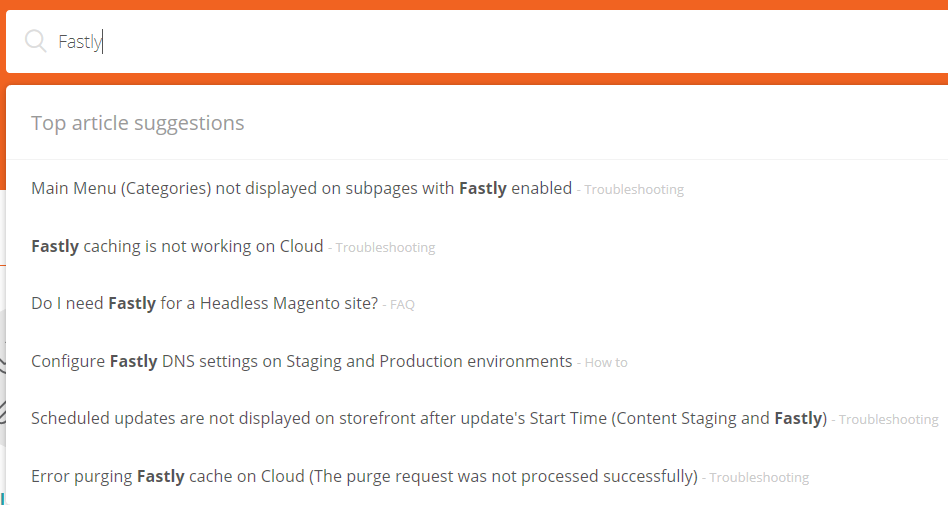 Fastly
Top article suggestions
Main Menu (Categories) not displayed on subpages with Fastly enabled - Troubleshooting
Fastly caching is not working on Cloud - Troubleshooting
Do I need Fastly for a Headless Magento site? - FAQ
Configure Fastly DNS settings on Staging and Production environments - How to
Scheduled updates are not displayed on storefront after update's Start Time (Content Staging and Fastly) - Troubleshooting
Error purging Fastly cache on Cloud (The purge request was not processed successfully) - Troubleshooting